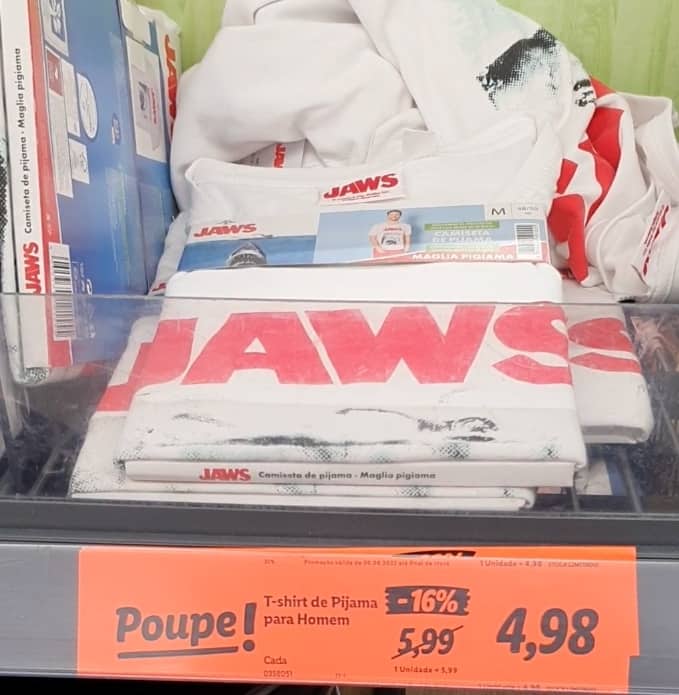 JAWS Camiseta de pijama - Maglia pigiama
JAWS
JAWS
JAWS
M
CAMISETA
DE PIJAMA
MAGLIA PIGIAMA
JAWS
JAWS Camiseta de pijama - Maglia pigiama
1 Unidade = 4,98
Poupe!
T-shirt de Pijama
para Homem
-16%
5,99
4,98
Cada
0358051
1 Unidade = 5,99